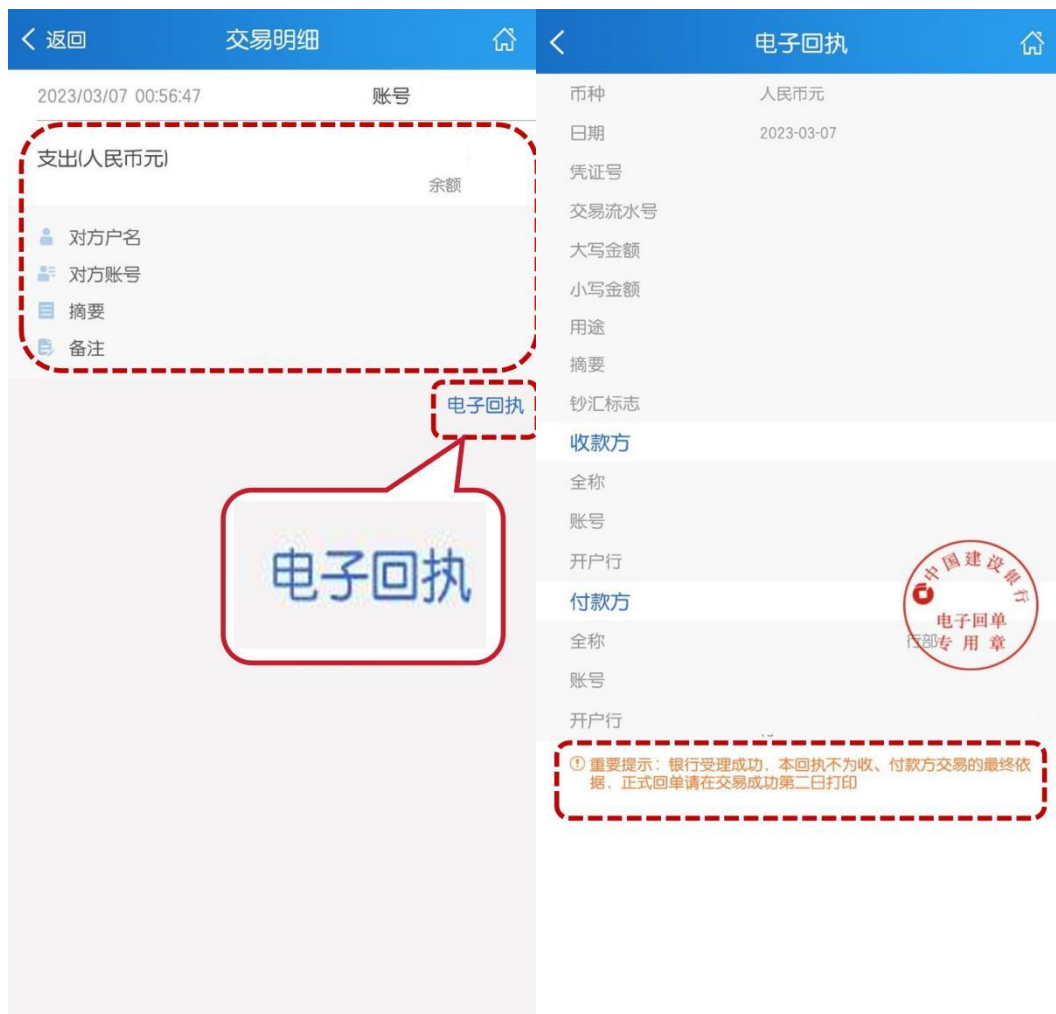 返回
交易明细
2023/03/07 00:56:47
账号
支出(人民币元)
余额
对方户名
对方账号
摘要
备注
电子回执
电子回执
电子回执
币种 人民币元
日期 2023-03-07
凭证号
交易流水号
大写金额
小写金额
用途
摘要
钞汇标志
收款方
全称
账号
开户行
付款方
全称
行部
账号
开户行
中国建设银行
电子回单
专用章
重要提示：银行受理成功，本回执不为收、付款方交易的最终依
据，正式回单请在交易成功第二日打印